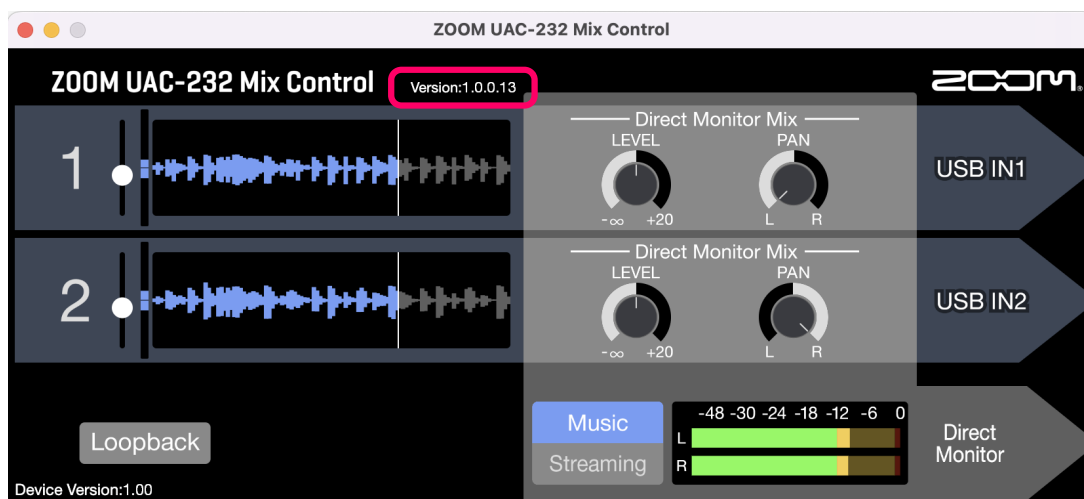 ZOOM UAC-232 Mix Control
ZOOM UAC-232 Mix Control
Version:1.0.0.13
ZOOM®
1
Direct Monitor Mix
LEVEL
PAN
-∞ +20
L R
USB IN1
2
Direct Monitor Mix
LEVEL
PAN
-∞ +20
L R
USB IN2
Loopback
Music
Streaming
-48 -30 -24 -18 -12 -6 0
L
R
Direct
Monitor
Device Version:1.00